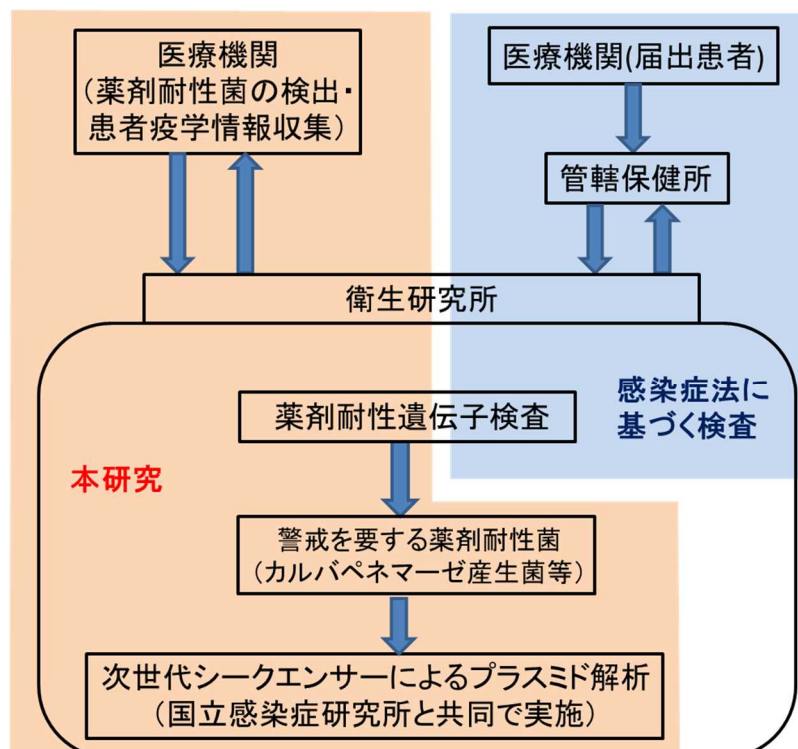 医療機関
(薬剤耐性菌の検出・
患者疫学情報収集)
医療機関(届出患者)
管轄保健所
衛生研究所
感染症法に
基づく検査
薬剤耐性遺伝子検査
本研究
警戒を要する薬剤耐性菌
(カルバペネマーゼ産生菌等)
次世代シークエンサーによるプラスミド解析
(国立感染症研究所と共同で実施)